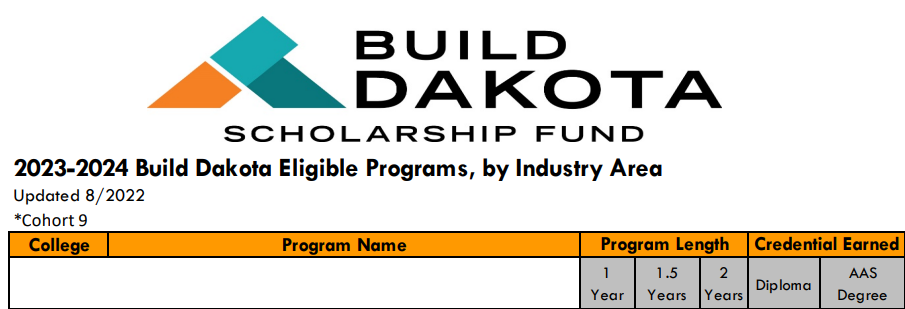 BUILD
DAKOTA
SCHOLARSHIP FUND
2023-2024 Build Dakota Eligible Programs, by Industry Area
Updated 8/2022
*Cohort 9
College Program Name Program Length Credential Earned
1 Year 1.5 Years 2 Years Diploma AAS Degree